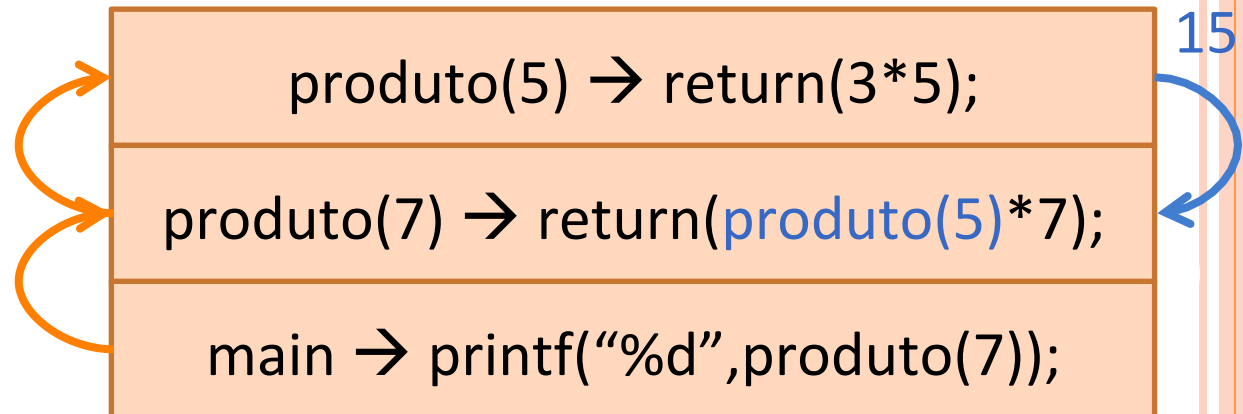 15
produto(5) → return(3*5);
produto(7) → return(produto(5)*7);
main → printf(“%d”,produto(7));